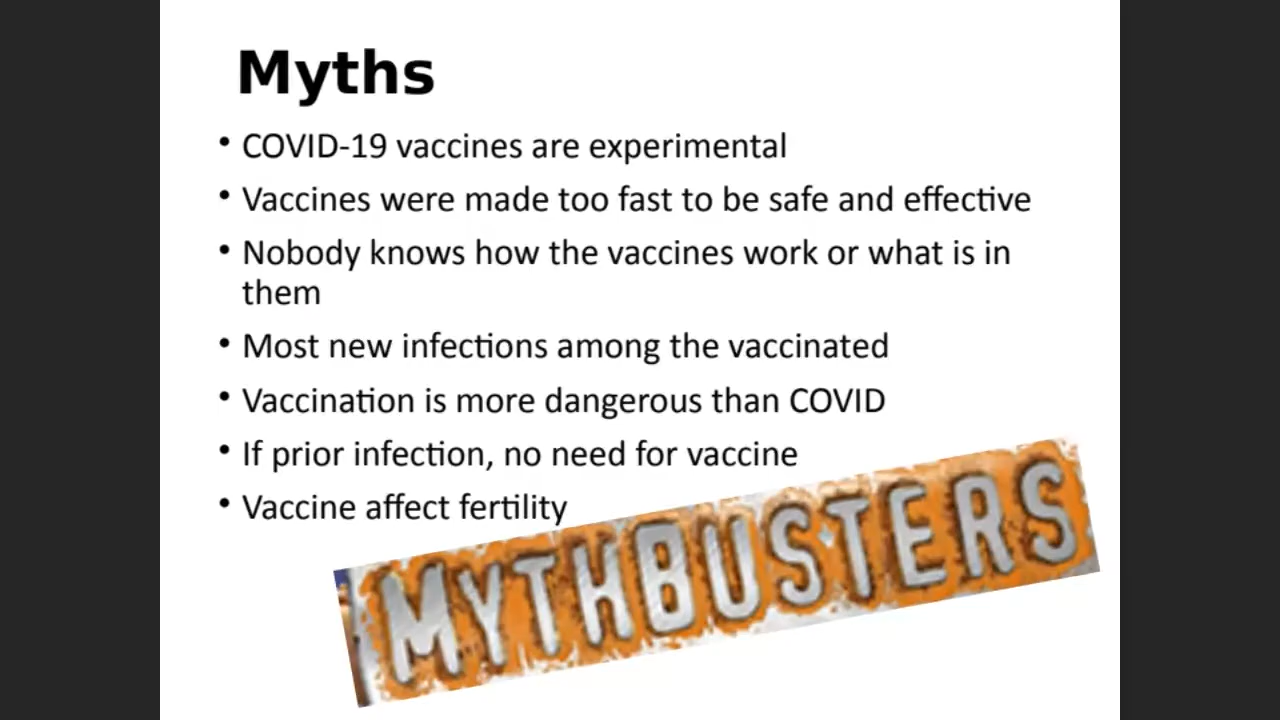 Myths
• COVID-19 vaccines are experimental
• Vaccines were made too fast to be safe and effective
• Nobody knows how the vaccines work or what is in
them
• Most new infections among the vaccinated
• Vaccination is more dangerous than COVID
• If prior infection, no need for vaccine
• Vaccine affect fertility
MYTHBUSTERS